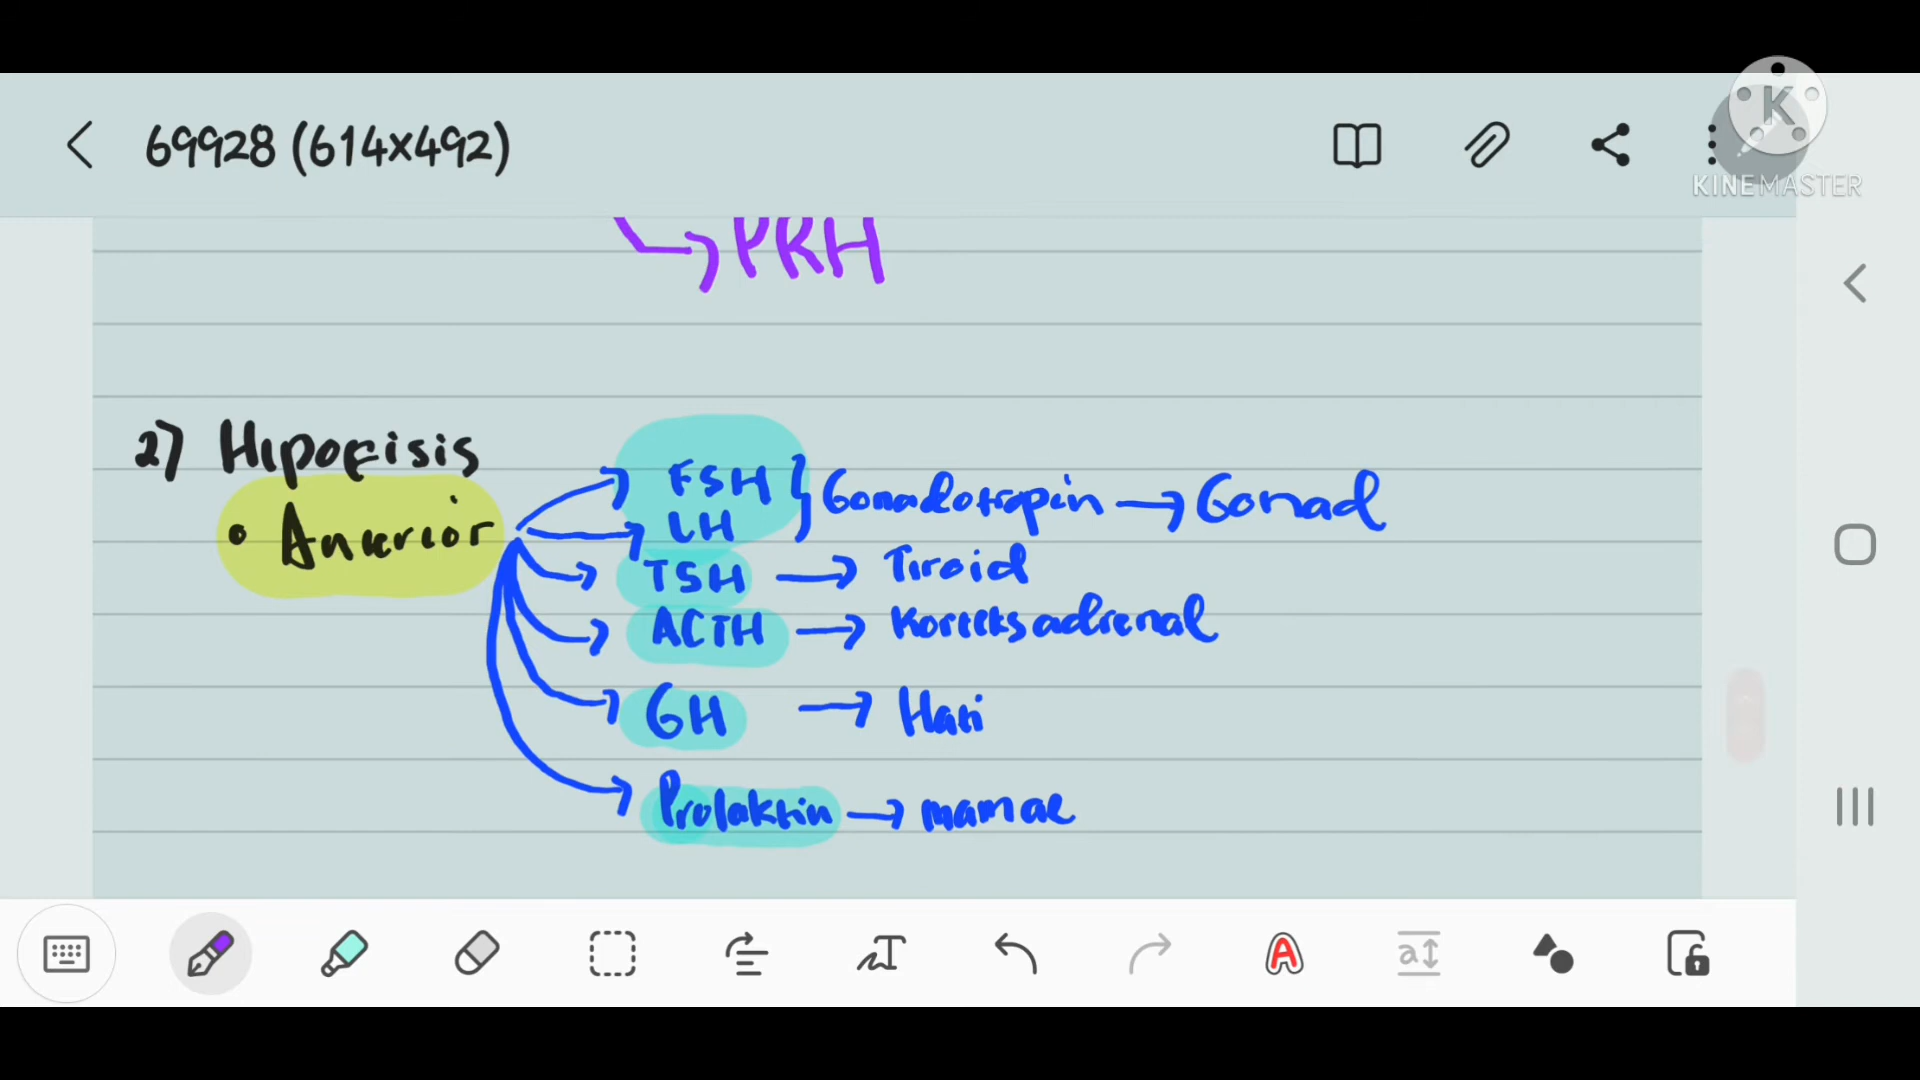 69928 (614x492)
KINEMASTER
PRH
2) Hipofisis
• Anterior
FSH
LH
Gonadotropin → Gonad
TSH → Tiroid
ACTH → Korteks adrenal
GH → Hati
Prolaktin → mamae